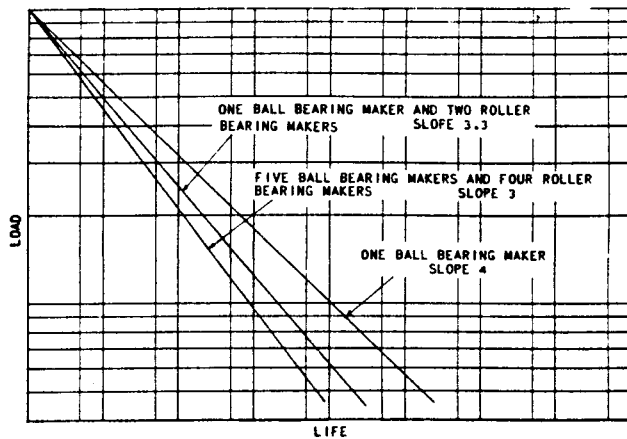 ONE BALL BEARING MAKER AND TWO ROLLER
BEARING MAKERS SLOPE 3.3
FIVE BALL BEARING MAKERS AND FOUR ROLLER
BEARING MAKERS SLOPE 3
ONE BALL BEARING MAKER
SLOPE 4
LOAD
LIFE